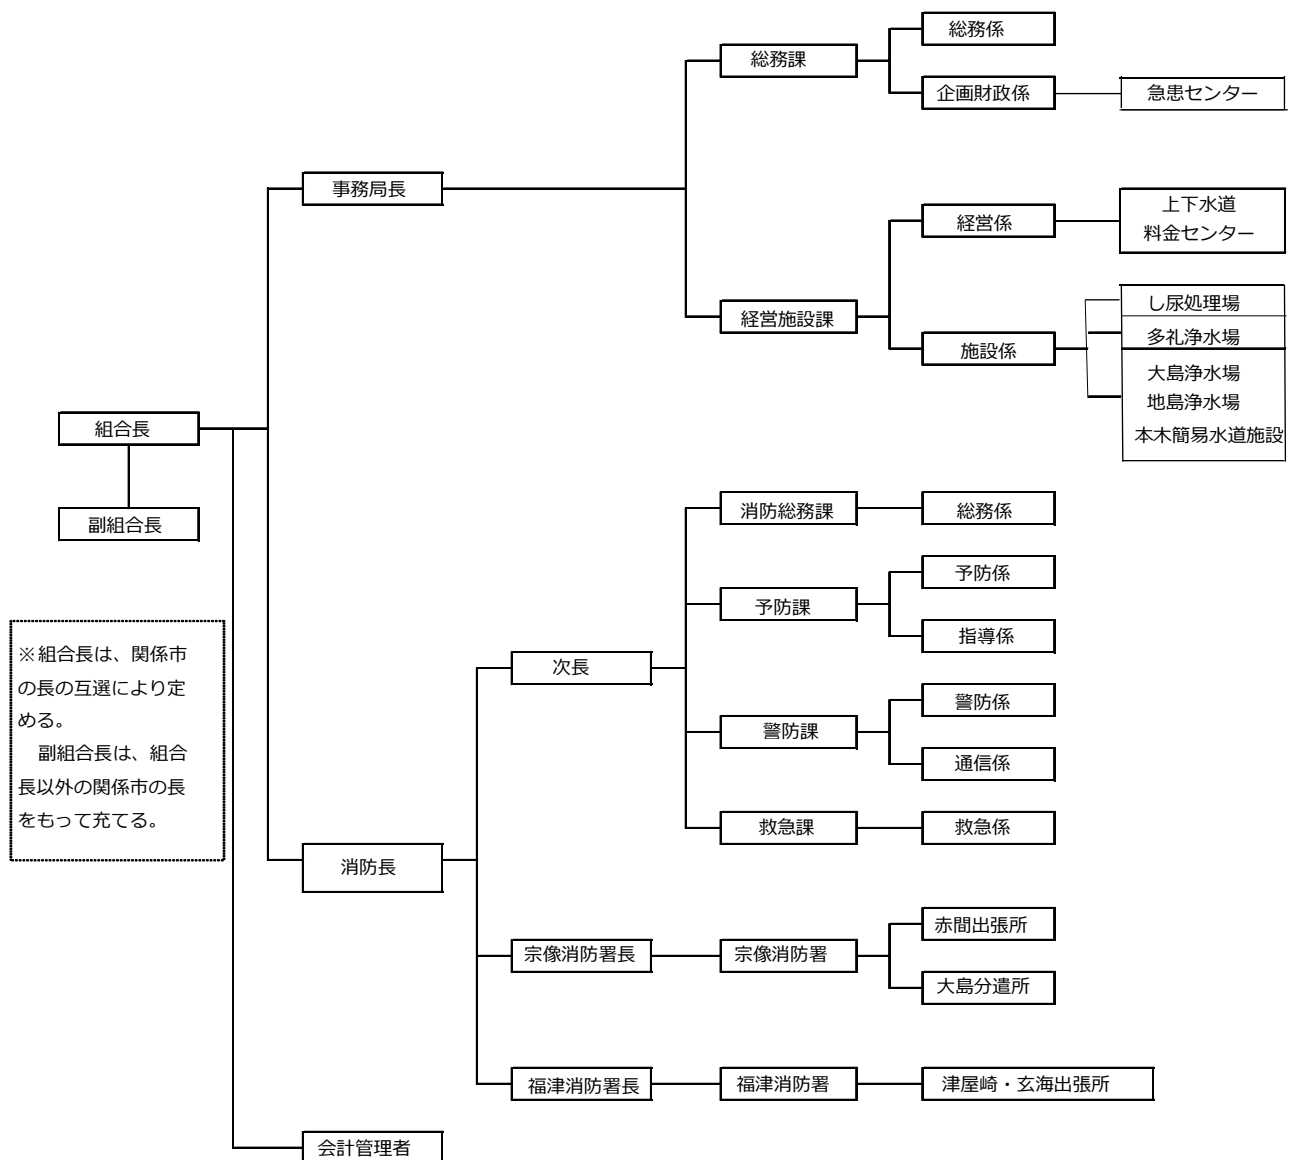 総務係
総務課
企画財政係
急患センター
事務局長
経営係
上下水道
料金センター
経営施設課
施設係
し尿処理場
多礼浄水場
大島浄水場
地島浄水場
本木簡易水道施設
組合長
副組合長
※組合長は、関係市
の長の互選により定
める。
副組合長は、組合
長以外の関係市の長
をもって充てる。
消防総務課
総務係
予防係
予防課
指導係
次長
警防係
警防課
通信係
救急課
救急係
消防長
赤間出張所
宗像消防署長
宗像消防署
大島分遣所
福津消防署長
福津消防署
津屋崎・玄海出張所
会計管理者